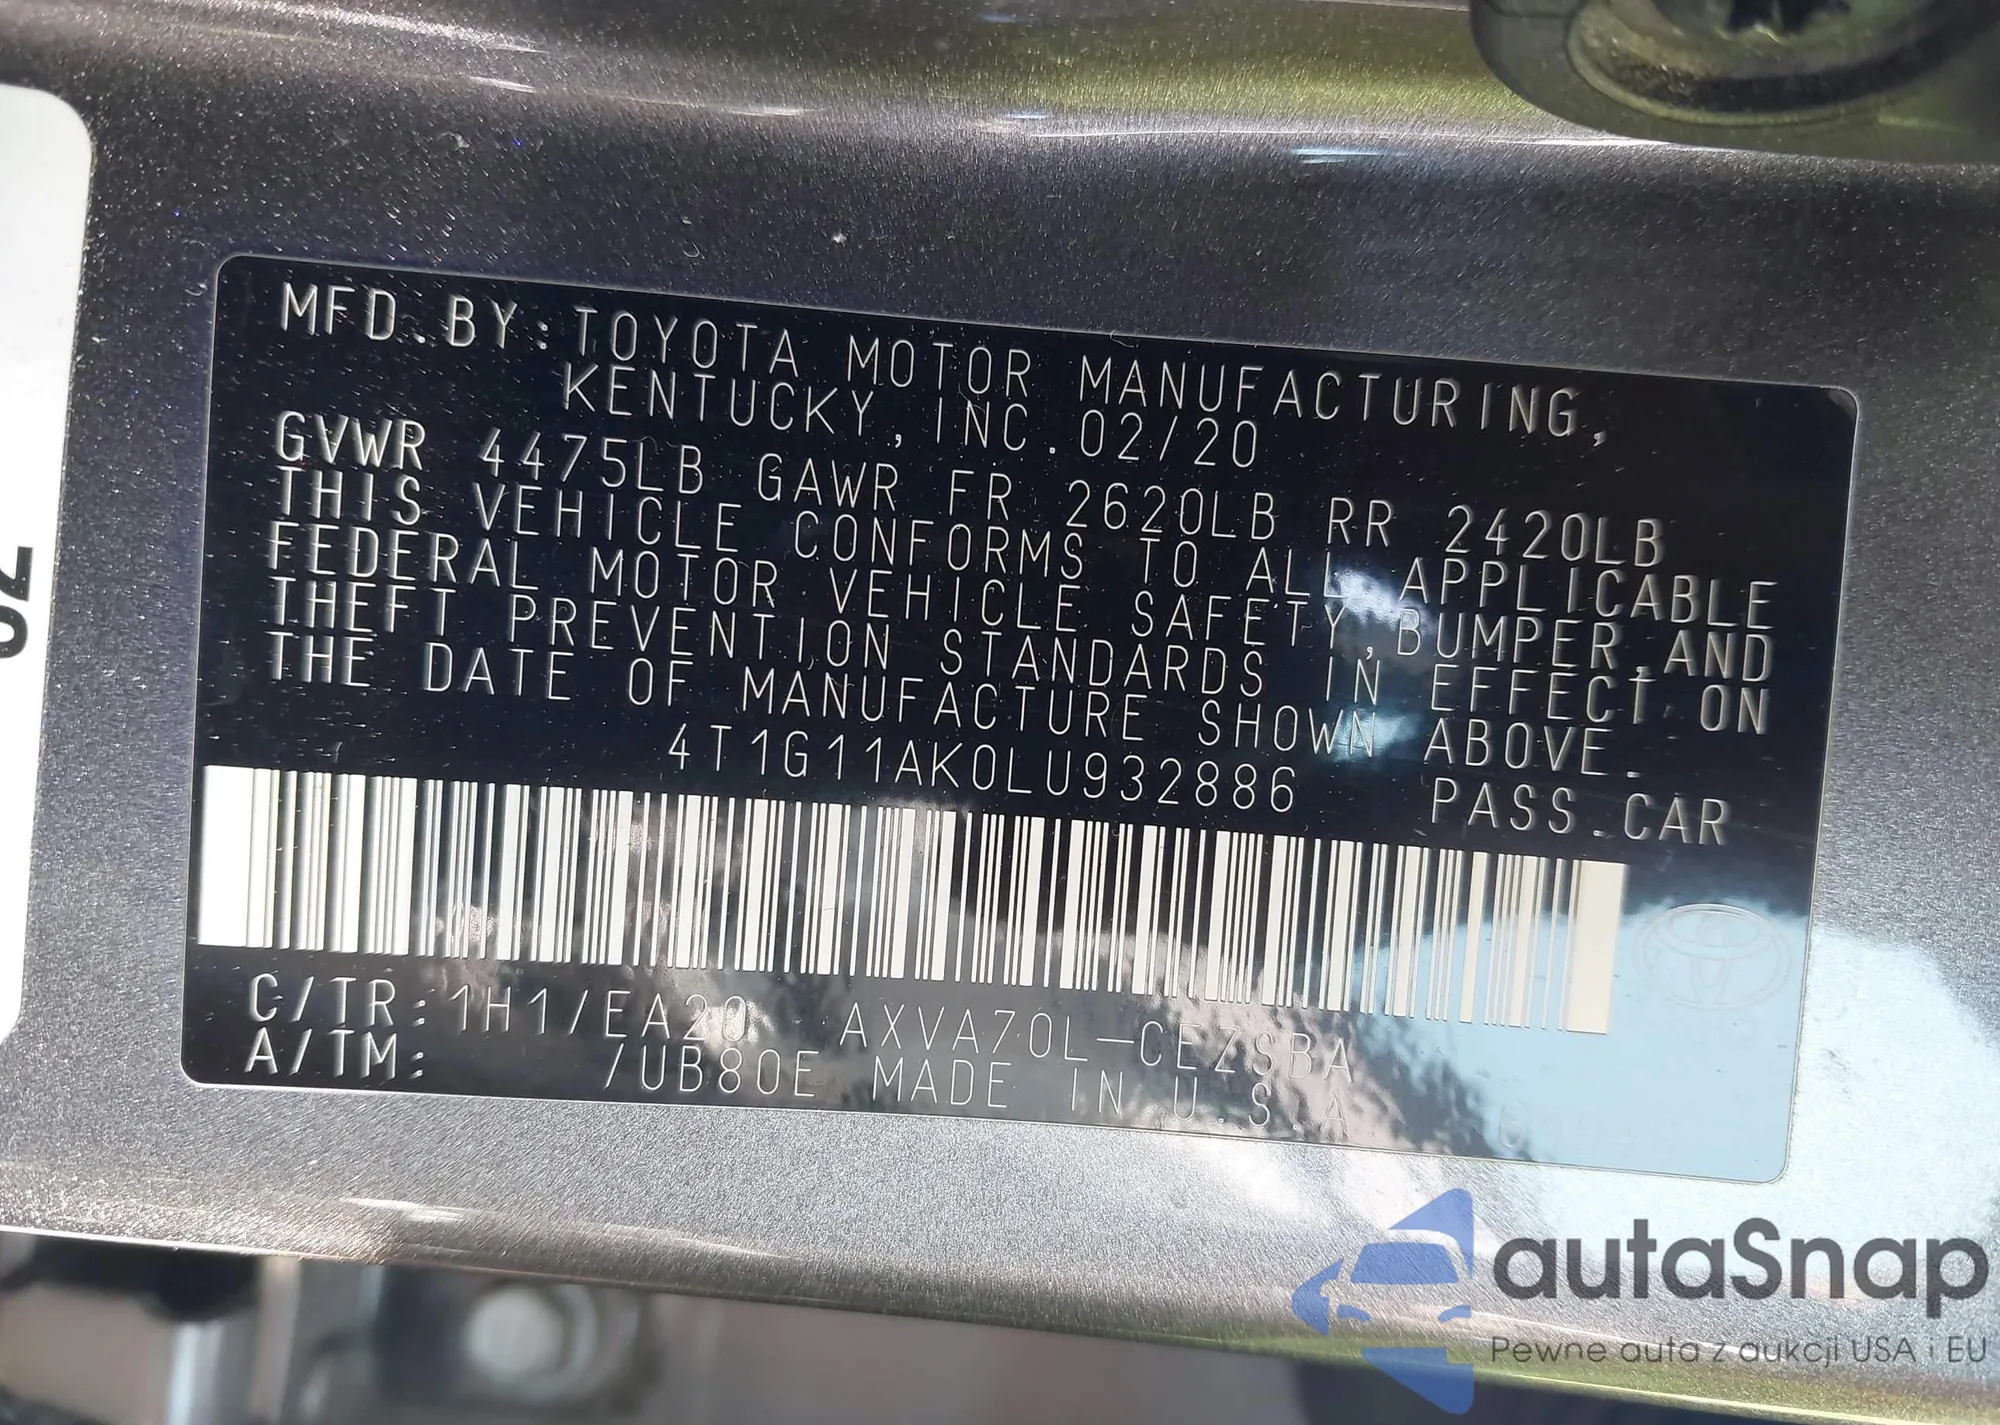 MFD.BY:TOYOTA MOTOR MANUFACTURING,
KENTUCKY,INC.02/20
GVWR 4475LB GAWR FR 2620LB RR 2420LB
THIS VEHICLE CONFORMS TO ALL APPLICABLE
FEDERAL MOTOR VEHICLE SAFETY,BUMPER,AND
THEFT PREVENTION STANDARDS IN EFFECT ON
THE DATE OF MANUFACTURE SHOWN ABOVE.
4T1G11AK0LU932886 PASS.CAR
C/TR:1H1/EA20 AXVA70L-CEZSBA
A/TM: /UB80E MADE IN U.S.A.
autaSnap
Pewne auta z aukcji USA i EU